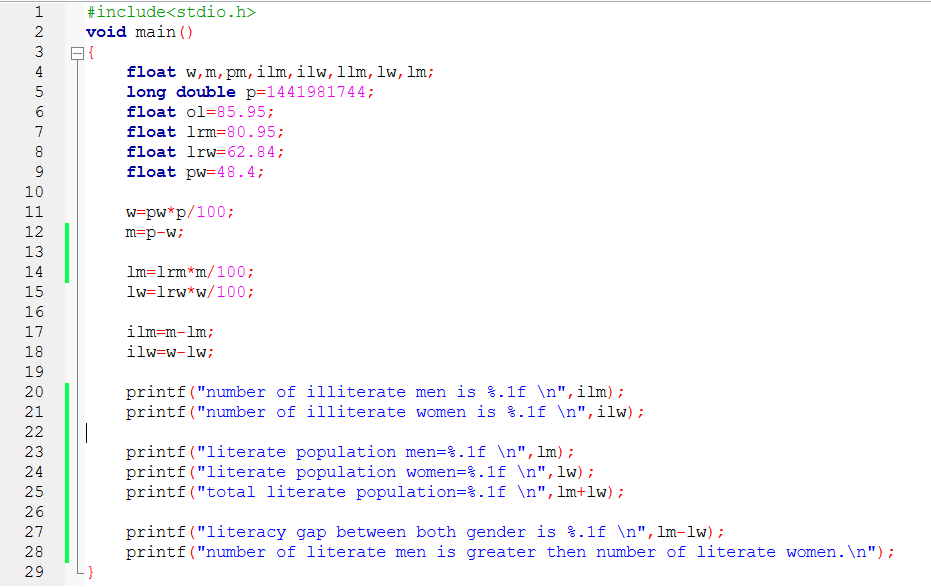 1 #include<stdio.h>
2 void main()
3 {
4 float w,m,pm,ilm,ilw,llm,lw,lm;
5 long double p=1441981744;
6 float ol=85.95;
7 float lrm=80.95;
8 float lrw=62.84;
9 float pw=48.4;
10
11 w=pw*p/100;
12 m=p-w;
13
14 lm=lrm*m/100;
15 lw=lrw*w/100;
16
17 ilm=m-lm;
18 ilw=w-lw;
19
20 printf("number of illiterate men is %.1f \n",ilm);
21 printf("number of illiterate women is %.1f \n",ilw);
22
23 printf("literate population men=%.1f \n",lm);
24 printf("literate population women=%.1f \n",lw);
25 printf("total literate population=%.1f \n",lm+lw);
26
27 printf("literacy gap between both gender is %.1f \n",lm-lw);
28 printf("number of literate men is greater then number of literate women.\n");
29 }